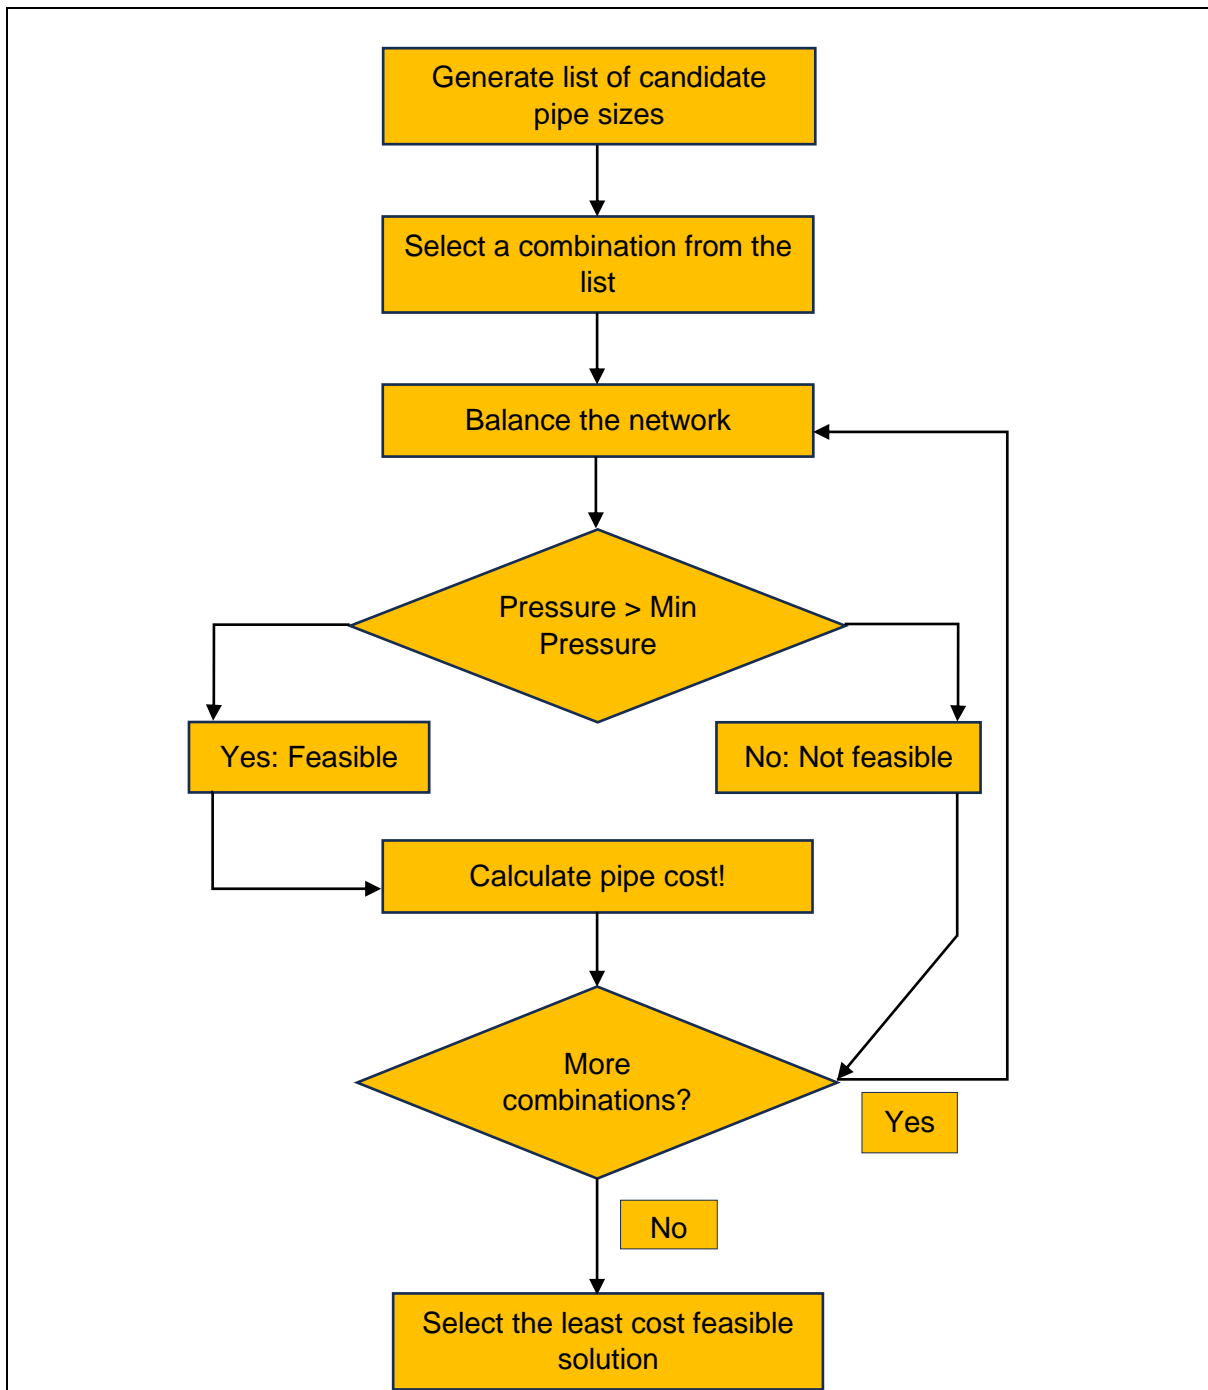 Generate list of candidate
pipe sizes
Select a combination from the
list
Balance the network
Pressure > Min
Pressure
Yes: Feasible
No: Not feasible
Calculate pipe cost!
More
combinations?
Yes
No
Select the least cost feasible
solution